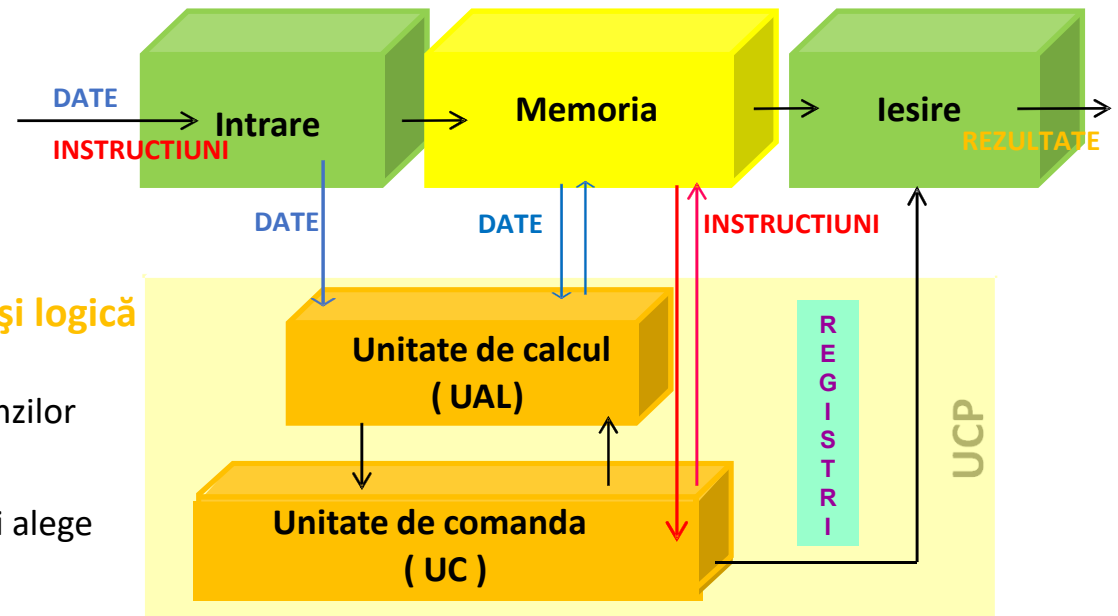 DATE
INSTRUCTIUNI
Intrare
Memoria
Iesire
REZULTATE
DATE
DATE
INSTRUCTIUNI
şi logică
nzilor
i alege
Unitate de calcul
( UAL)
Unitate de comanda
( UC )
REGISTRI
UCP